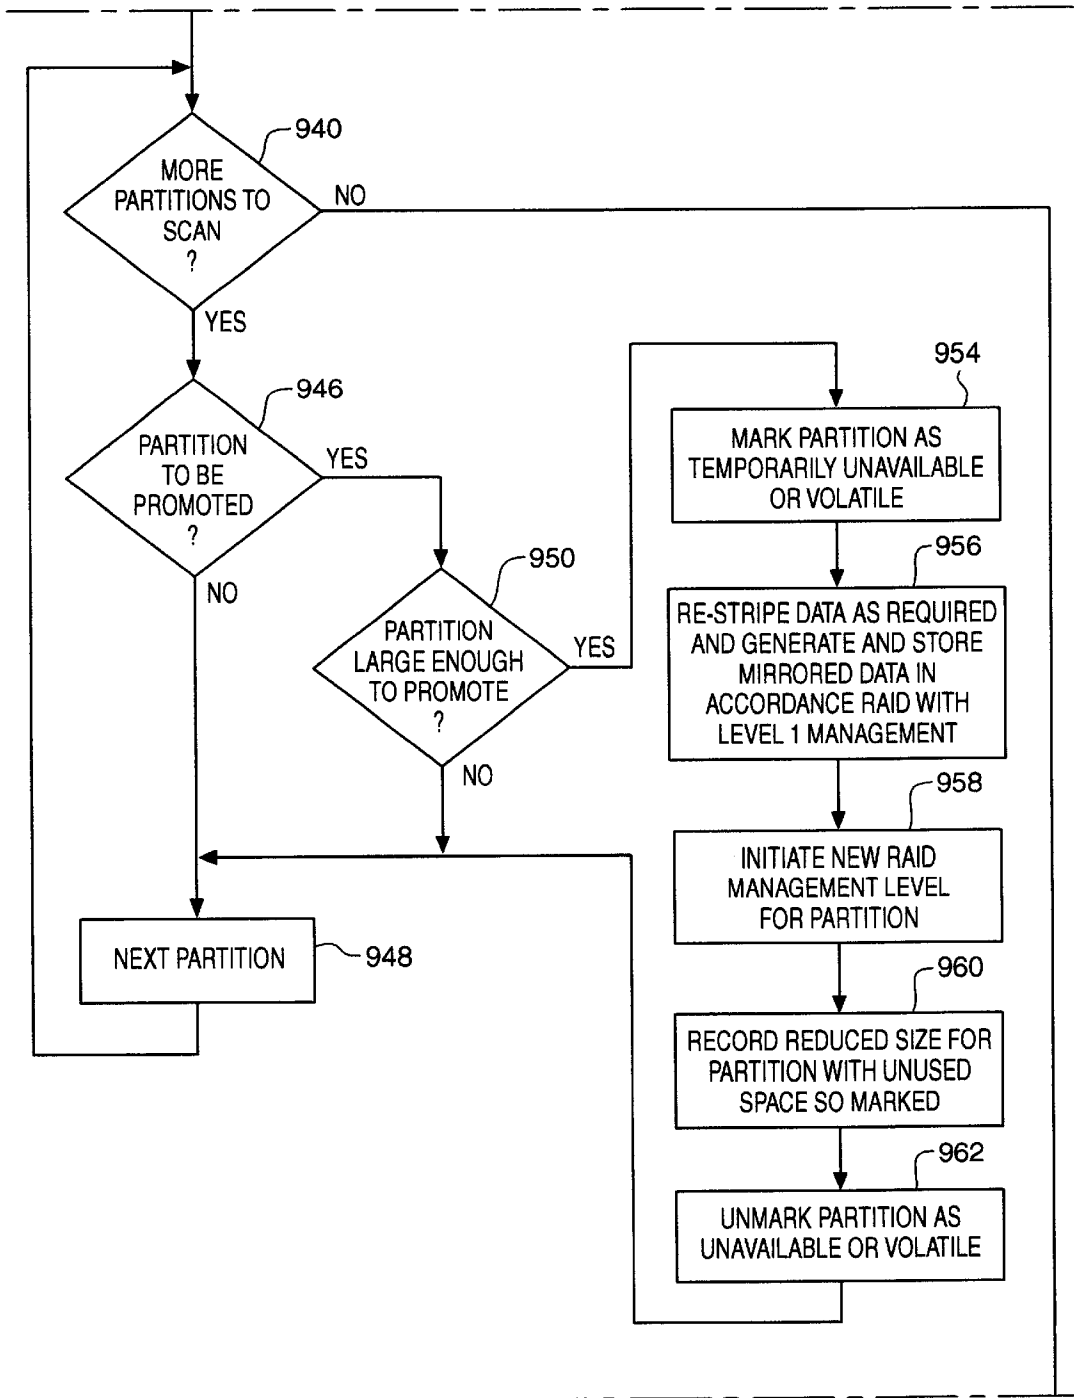 940
MORE
PARTITIONS TO
SCAN
?
NO
YES
946
PARTITION
TO BE
PROMOTED
?
YES
NO
950
PARTITION
LARGE ENOUGH
TO PROMOTE
?
YES
NO
948
NEXT PARTITION
954
MARK PARTITION AS
TEMPORARILY UNAVAILABLE
OR VOLATILE
956
RE-STRIPE DATA AS REQUIRED
AND GENERATE AND STORE
MIRRORED DATA IN
ACCORDANCE RAID WITH
LEVEL 1 MANAGEMENT
958
INITIATE NEW RAID
MANAGEMENT LEVEL
FOR PARTITION
960
RECORD REDUCED SIZE FOR
PARTITION WITH UNUSED
SPACE SO MARKED
962
UNMARK PARTITION AS
UNAVAILABLE OR VOLATILE